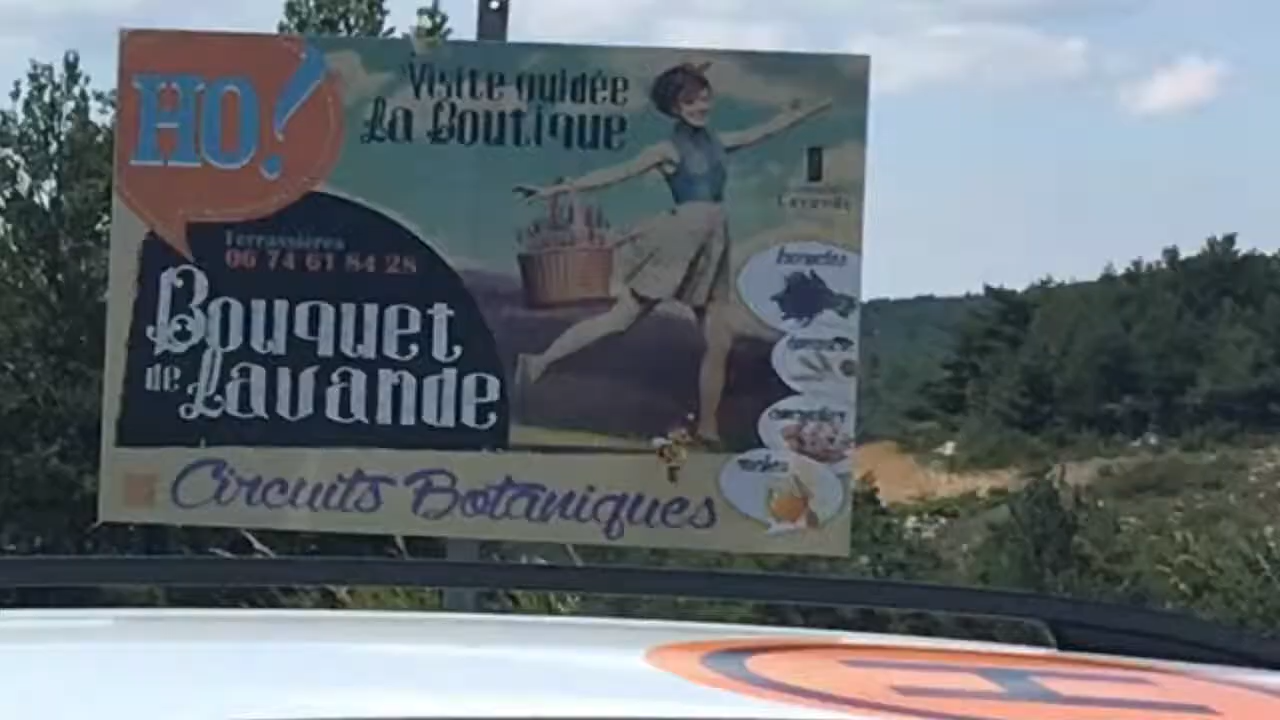 HO!
Visite guidée
La Boutique
Terrassières
06 74 61 84 28
Bouquet
de Lavande
Circuits Botaniques
H